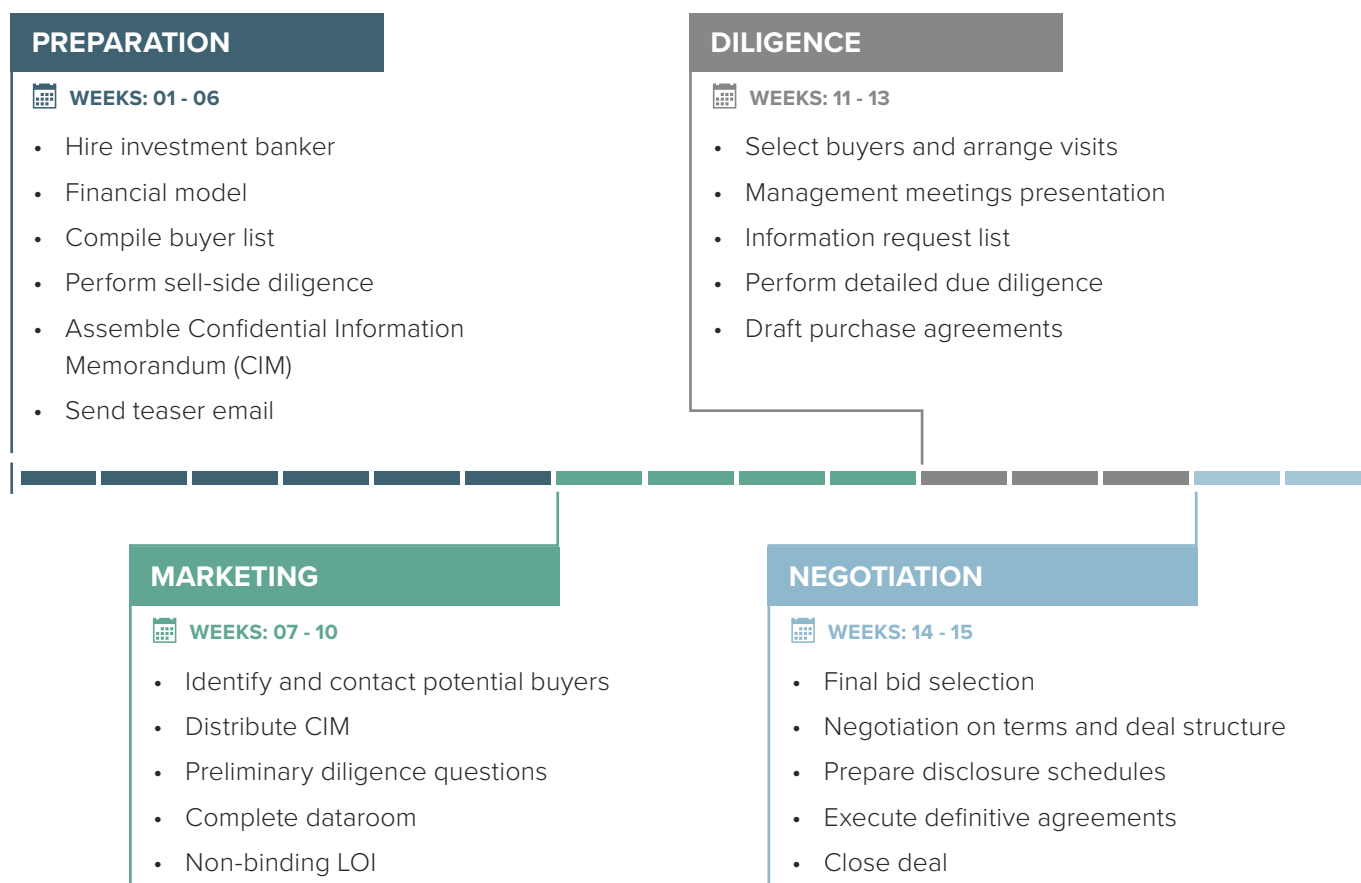 PREPARATION
WEEKS: 01 - 06
• Hire investment banker
• Financial model
• Compile buyer list
• Perform sell-side diligence
• Assemble Confidential Information
Memorandum (CIM)
• Send teaser email
DILIGENCE
WEEKS: 11 - 13
• Select buyers and arrange visits
• Management meetings presentation
• Information request list
• Perform detailed due diligence
• Draft purchase agreements
MARKETING
WEEKS: 07 - 10
• Identify and contact potential buyers
• Distribute CIM
• Preliminary diligence questions
• Complete dataroom
• Non-binding LOI
NEGOTIATION
WEEKS: 14 - 15
• Final bid selection
• Negotiation on terms and deal structure
• Prepare disclosure schedules
• Execute definitive agreements
• Close deal